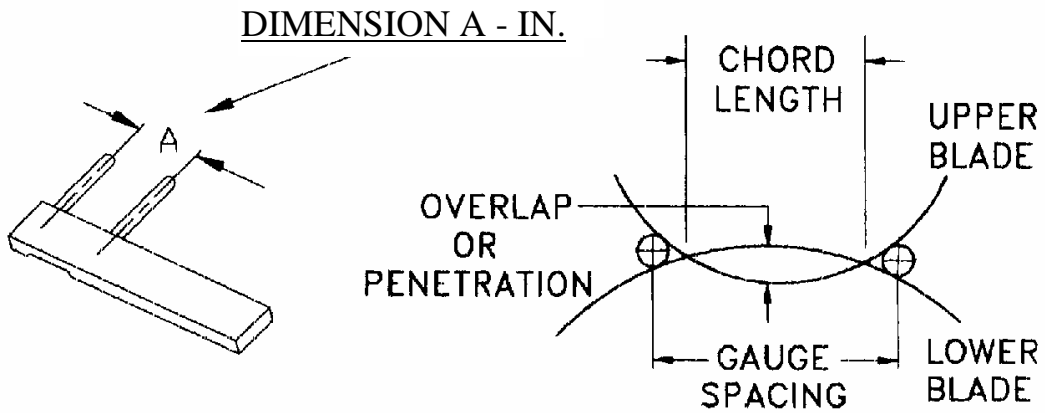 DIMENSION A - IN.
A
CHORD
LENGTH
UPPER
BLADE
OVERLAP
OR
PENETRATION
GAUGE
SPACING
LOWER
BLADE